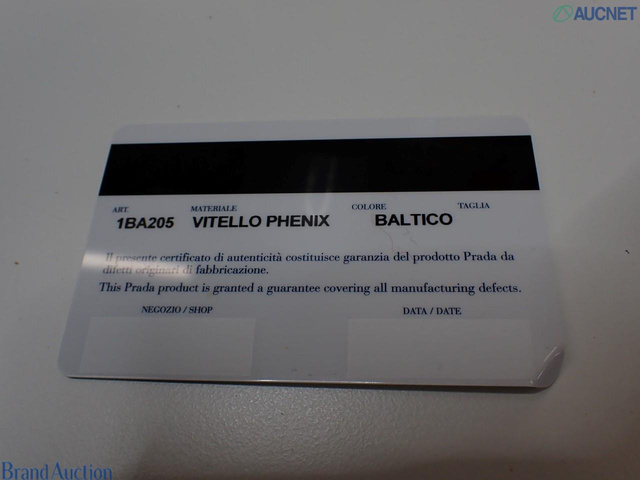 AUCNET
ART. MATERIALE COLORE TAGLIA
1BA205 VITELLO PHENIX BALTICO
Il presente certificato di autenticità costituisce garanzia del prodotto Prada da
difetti originari di fabbricazione.
This Prada product is granted a guarantee covering all manufacturing defects.
NEGOZIO / SHOP DATA / DATE
BrandAuction